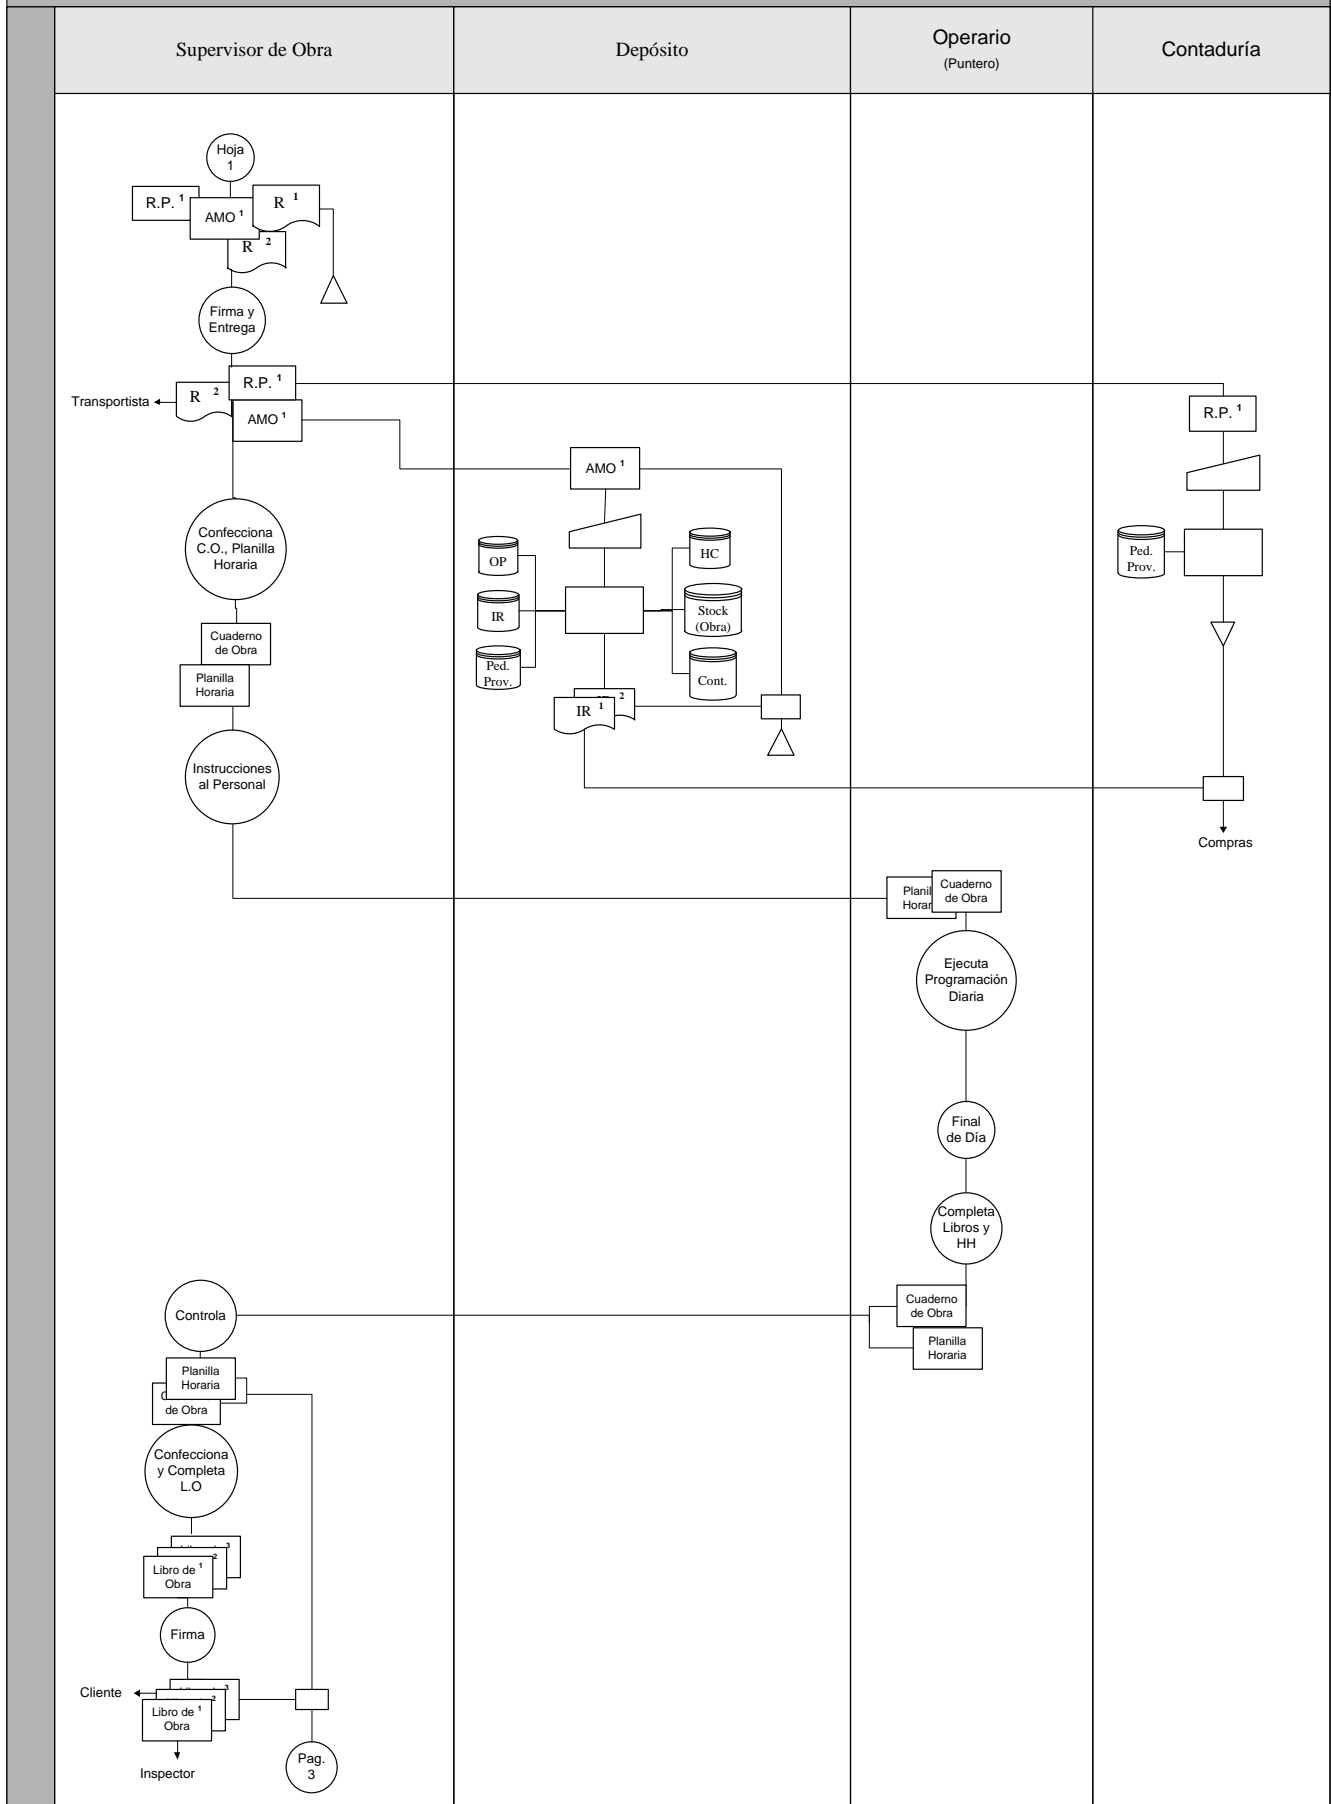 Supervisor de Obra
Depósito
Operario
(Puntero)
Contaduría
Hoja
1
R.P. 1
AMO 1
R 1
R 2
Firma y
Entrega
Transportista
R 2
R.P. 1
AMO 1
R.P. 1
AMO 1
Confecciona
C.O., Planilla
Horaria
OP
HC
IR
Stock
(Obra)
Ped.
Prov.
Cont.
Ped.
Prov.
Cuaderno
de Obra
Planilla
Horaria
IR 1
2
Instrucciones
al Personal
Compras
Planil
Horar
Cuaderno
de Obra
Ejecuta
Programación
Diaria
Final
de Día
Completa
Libros y
HH
Cuaderno
de Obra
Planilla
Horaria
Controla
Planilla
Horaria
de Obra
Confecciona
y Completa
L.O
3
2
Libro de 1
Obra
Firma
Cliente
3
2
Libro de 1
Obra
Inspector
Pag.
3